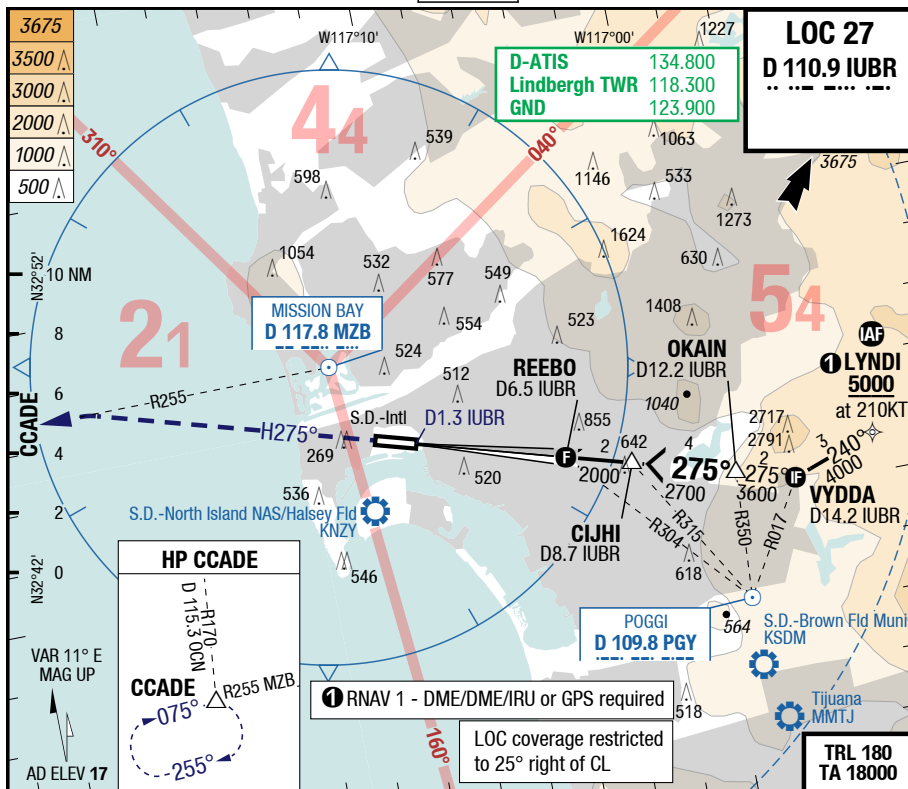 3675
3500
3000
2000
1000
500
W117°10'
W117°00'
1227
D-ATIS 134.800
Lindbergh TWR 118.300
GND 123.900
LOC 27
D 110.9 IUBR
3675
310°
44
040°
539
598
1063
1146
533
1273
1624
630
1054
532
577
549
N32°52'
10 NM
8
6
4
2
0
N32°42'
21
54
MISSION BAY
D 117.8 MZB
554
524
523
1408
512
REEBO
D6.5 IUBR
OKAIN
D12.2 IUBR
IAF
1 LYNDI
5000
at 210KT
1040
R255
CCADE
H275°
S.D.-Intl
D1.3 IUBR
855
642
2717
2791
269
520
F
2
2000
4
275°
2700
2
275°
3600
IF
3
240°
4000
VYDDA
D14.2 IUBR
536
S.D.-North Island NAS/Halsey Fld
KNZY
CIJHI
D8.7 IUBR
R304
R315
R350
R017
618
546
564
POGGI
D 109.8 PGY
S.D.-Brown Fld Muni
KSDM
Tijuana
MMTJ
518
HP CCADE
R170
D 115.3 OCN
CCADE
R255 MZB
075°
255°
VAR 11° E
MAG UP
AD ELEV 17
1 RNAV 1 - DME/DME/IRU or GPS required
160°
LOC coverage restricted
to 25° right of CL
TRL 180
TA 18000